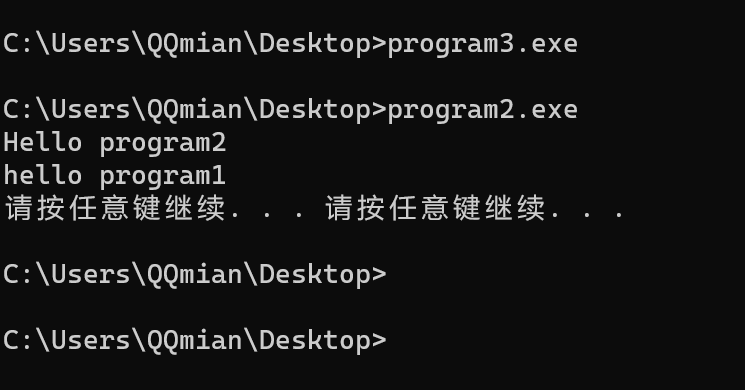 C:\Users\QQmian\Desktop>program3.exe
C:\Users\QQmian\Desktop>program2.exe
Hello program2
hello program1
请按任意键继续. . . 请按任意键继续. . .
C:\Users\QQmian\Desktop>
C:\Users\QQmian\Desktop>